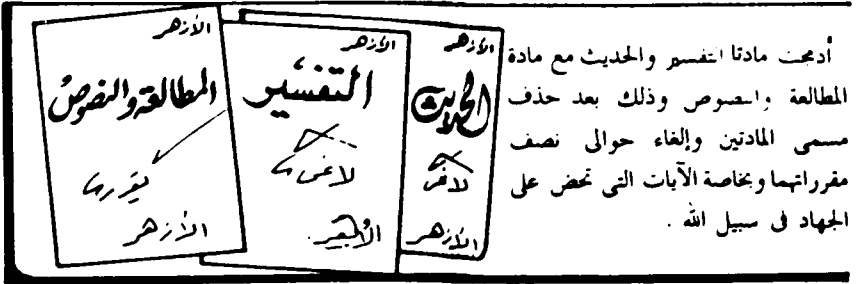 أدمجت مادتا التفسير والحديث مع مادة
المطالعة والنصوص وذلك بعد حذف
مسمى المادتين وإلغاء حوالى نصف
مقرراتهما وبخاصة الآيات التى تحض على
الجهاد فى سبيل الله .
الأزهر
الحديث
الأزهر
الأزهر
التفسير
الأزهر
المطالعة والنصوص
الأزهر